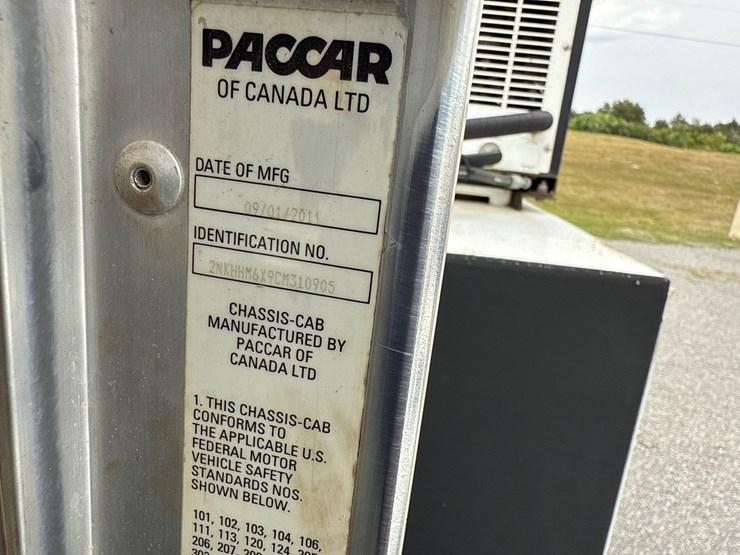 PACCAR
OF CANADA LTD
DATE OF MFG
09/01/2011
IDENTIFICATION NO.
2NKHHM6X9CM310905
CHASSIS-CAB
MANUFACTURED BY
PACCAR OF
CANADA LTD
1. THIS CHASSIS-CAB
CONFORMS TO
THE APPLICABLE U.S.
FEDERAL MOTOR
VEHICLE SAFETY
STANDARDS NOS.
SHOWN BELOW.
101, 102, 103, 104, 106,
111, 113, 120, 124,
206, 207,